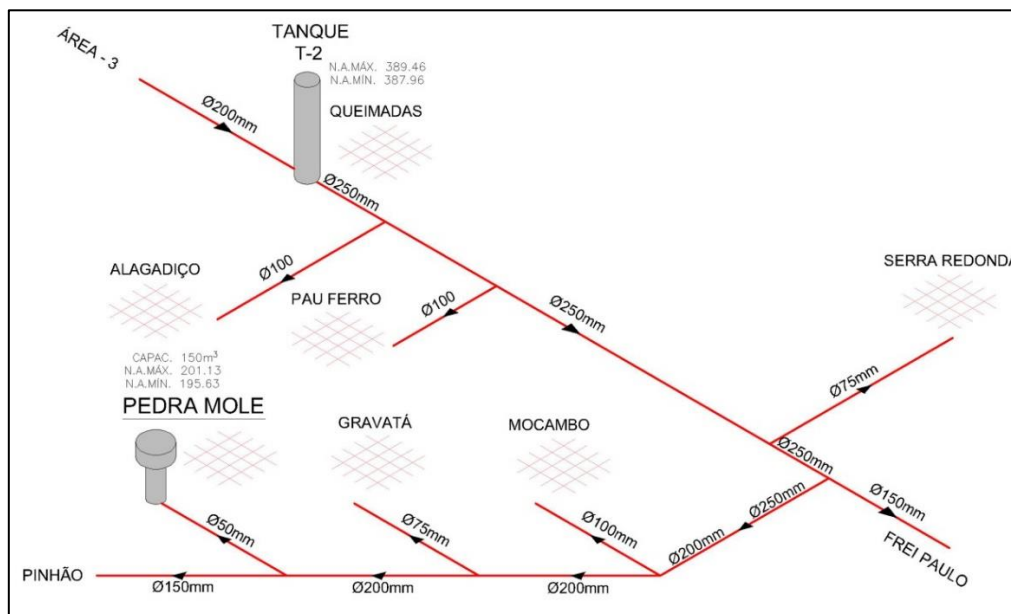 ÁREA - 3
Ø200mm
TANQUE
T-2
N.A.MÁX. 389.46
N.A.MÍN. 387.96
QUEIMADAS
Ø250mm
ALAGADIÇO
Ø100
PAU FERRO
Ø100
Ø250mm
SERRA REDONDA
Ø75mm
CAPAC. 150m³
N.A.MÁX. 201.13
N.A.MÍN. 195.63
PEDRA MOLE
GRAVATÁ
MOCAMBO
Ø250mm
Ø250mm
Ø150mm
FREI PAULO
Ø200mm
Ø100mm
Ø75mm
Ø50mm
PINHÃO
Ø150mm
Ø200mm
Ø200mm